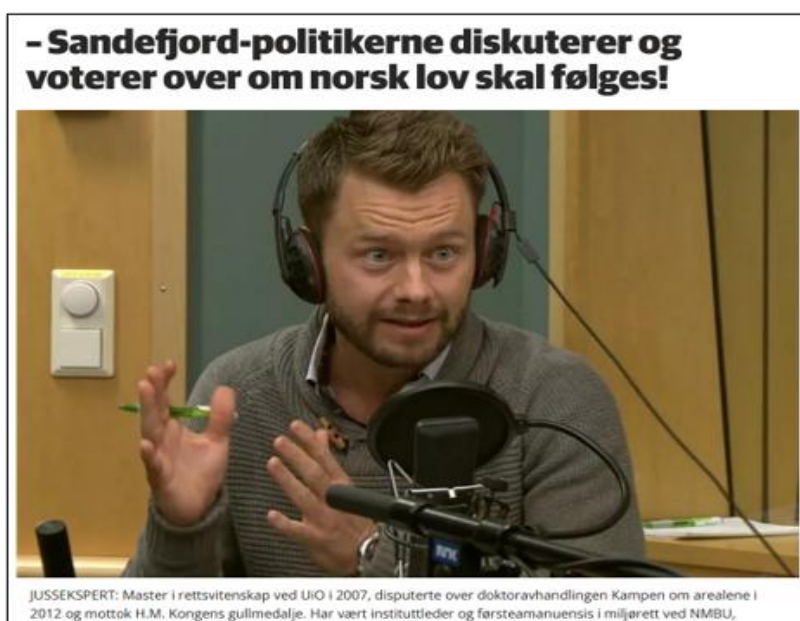 – Sandefjord-politikerne diskuterer og
voterer over om norsk lov skal følges!
NRK
JUSSEKSPERT: Master i rettsvitenskap ved UiO i 2007, disputerte over doktoravhandlingen Kampen om arealene i
2012 og mottok H.M. Kongens gullmedalje. Har vært instituttleder og førsteamanuensis i miljørett ved NMBU,